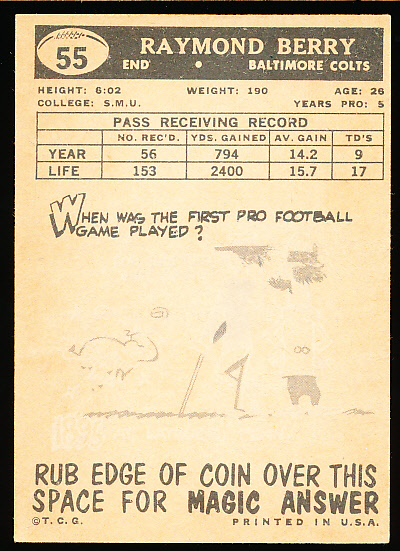 55
RAYMOND BERRY
END • BALTIMORE COLTS
HEIGHT: 6:02 WEIGHT: 190 AGE: 26
COLLEGE: S.M.U. YEARS PRO: 5
PASS RECEIVING RECORD
NO. REC'D. YDS. GAINED AV. GAIN TD'S
YEAR 56 794 14.2 9
LIFE 153 2400 15.7 17
WHEN WAS THE FIRST PRO FOOTBALL
GAME PLAYED?
RUB EDGE OF COIN OVER THIS
SPACE FOR MAGIC ANSWER
©T.C.G. PRINTED IN U.S.A.